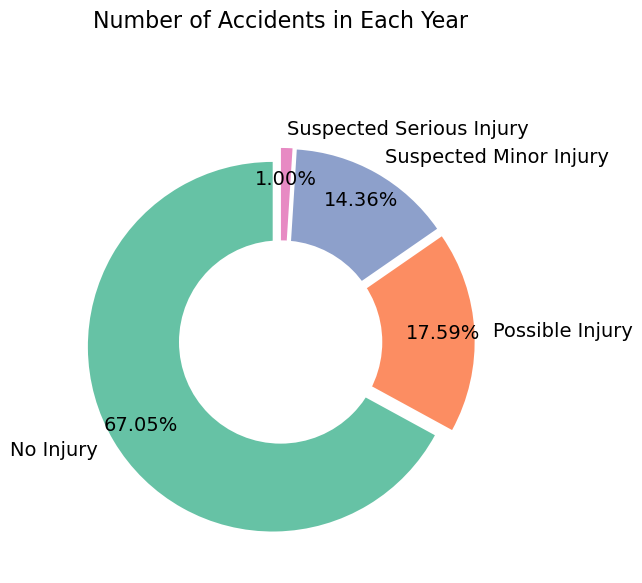 Number of Accidents in Each Year
Suspected Serious Injury
1.00%
Suspected Minor Injury
14.36%
17.59%
Possible Injury
67.05%
No Injury